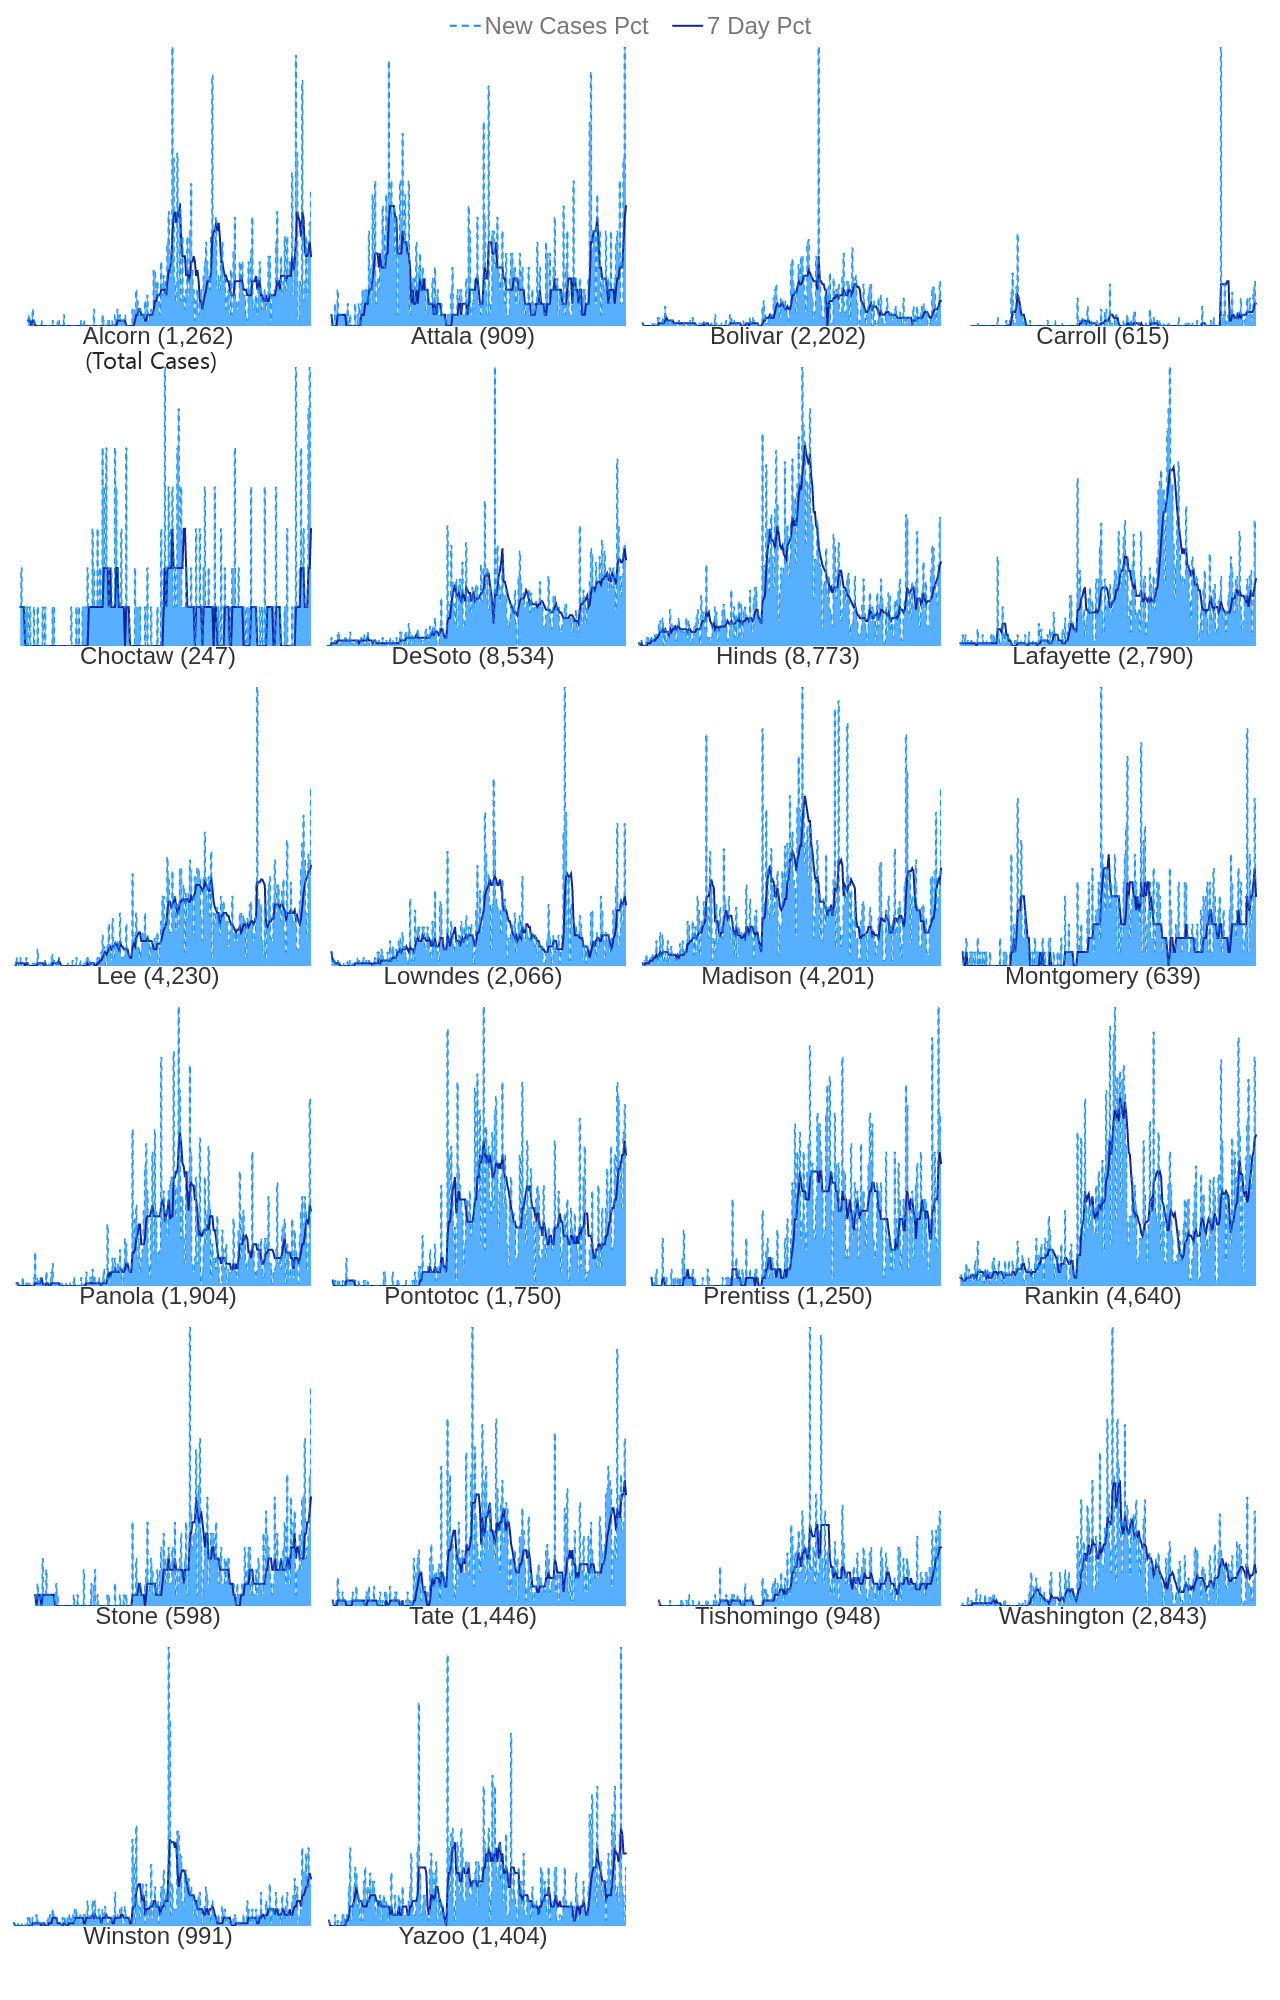 New Cases Pct 7 Day Pct
Alcorn (1,262) Attala (909) Bolivar (2,202) Carroll (615)
(Total Cases)
Choctaw (247) DeSoto (8,534) Hinds (8,773) Lafayette (2,790)
Lee (4,230) Lowndes (2,066) Madison (4,201) Montgomery (639)
Panola (1,904) Pontotoc (1,750) Prentiss (1,250) Rankin (4,640)
Stone (598) Tate (1,446) Tishomingo (948) Washington (2,843)
Winston (991) Yazoo (1,404)